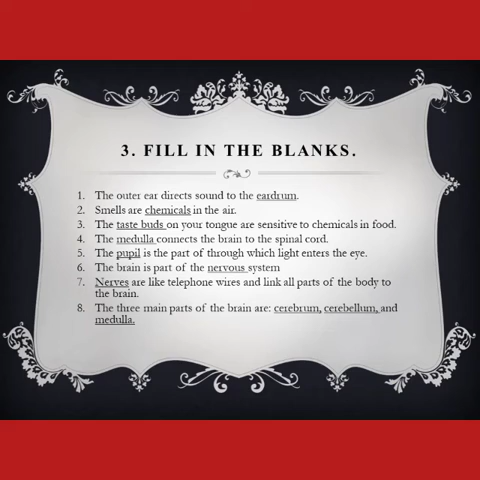 3. FILL IN THE BLANKS.
1. The outer ear directs sound to the eardrum.
2. Smells are chemicals in the air.
3. The taste buds on your tongue are sensitive to chemicals in food.
4. The medulla connects the brain to the spinal cord.
5. The pupil is the part of through which light enters the eye.
6. The brain is part of the nervous system
7. Nerves are like telephone wires and link all parts of the body to
the brain.
8. The three main parts of the brain are: cerebrum, cerebellum, and
medulla.